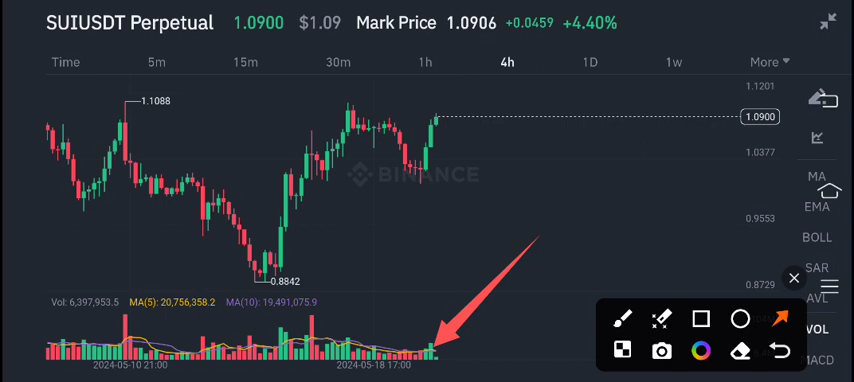 SUIUSDT Perpetual 1.0900 $1.09 Mark Price 1.0906 +0.0459 +4.40%
Time 5m 15m 30m 1h 4h 1D 1w More
1.1201
1.1088
1.0900
1.0377
BINANCE
MA
EMA
0.9553
BOLL
0.8842
0.8729
SAR
AVL
Vol: 6,397,953.5 MA(5): 20,756,358.2 MA(10): 19,491,075.9
VOL
MACD
2024-05-10 21:00 2024-05-18 17:00